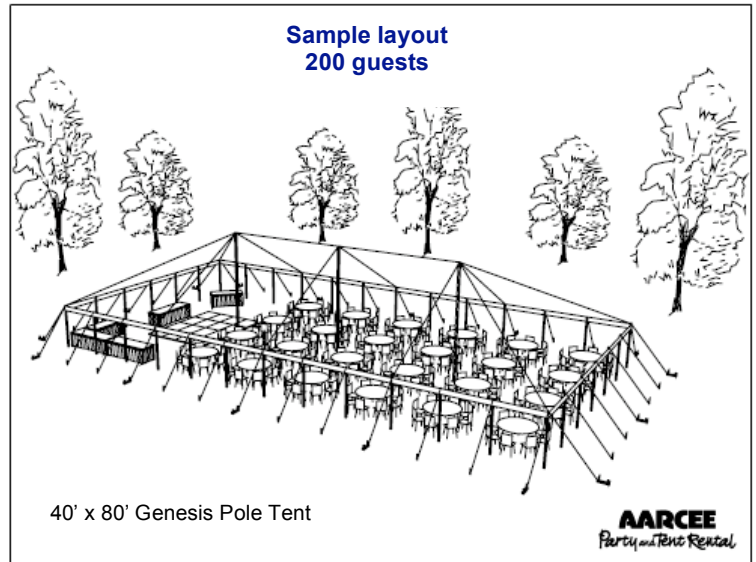 Sample layout
200 guests
40’ x 80’ Genesis Pole Tent
AARCEE
Party and Tent Rental